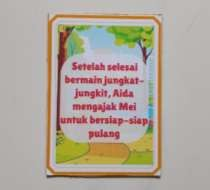 Setelah selesai
bermain jungkat-
jungkit, Aida
mengajak Mei
untuk bersiap-siap
pulang